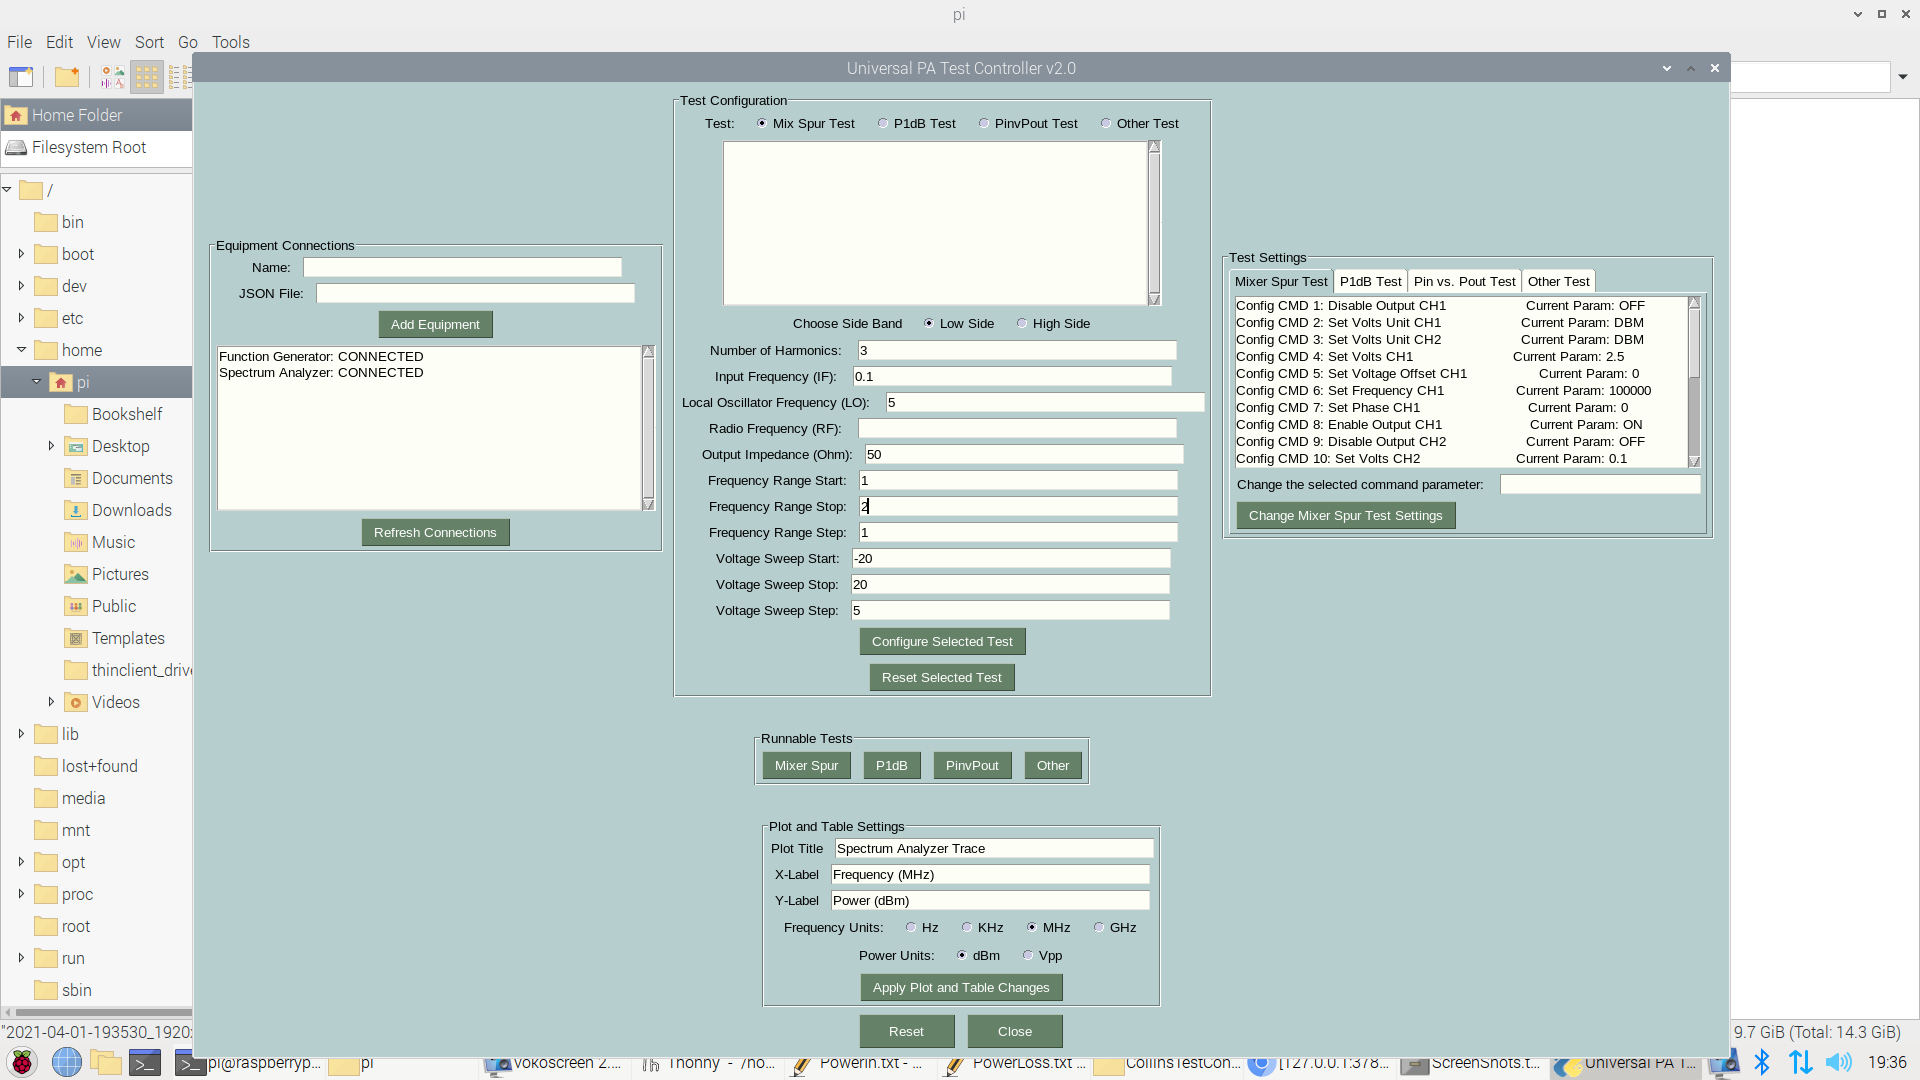 pi
File Edit View Sort Go Tools
Universal PA Test Controller v2.0
Home Folder
Filesystem Root
/
bin
boot
dev
etc
home
pi
Bookshelf
Desktop
Documents
Downloads
Music
Pictures
Public
Templates
thinclient_drive
Videos
lib
lost+found
media
mnt
opt
proc
root
run
sbin
Equipment Connections
Name:
JSON File:
Add Equipment
Function Generator: CONNECTED
Spectrum Analyzer: CONNECTED
Refresh Connections
Test Configuration
Test: Mix Spur Test P1dB Test PinvPout Test Other Test
Choose Side Band Low Side High Side
Number of Harmonics: 3
Input Frequency (IF): 0.1
Local Oscillator Frequency (LO): 5
Radio Frequency (RF):
Output Impedance (Ohm): 50
Frequency Range Start: 1
Frequency Range Stop: 2
Frequency Range Step: 1
Voltage Sweep Start: -20
Voltage Sweep Stop: 20
Voltage Sweep Step: 5
Configure Selected Test
Reset Selected Test
Runnable Tests
Mixer Spur P1dB PinvPout Other
Plot and Table Settings
Plot Title Spectrum Analyzer Trace
X-Label Frequency (MHz)
Y-Label Power (dBm)
Frequency Units: Hz KHz MHz GHz
Power Units: dBm Vpp
Apply Plot and Table Changes
Reset Close
Test Settings
Mixer Spur Test P1dB Test Pin vs. Pout Test Other Test
Config CMD 1: Disable Output CH1 Current Param: OFF
Config CMD 2: Set Volts Unit CH1 Current Param: DBM
Config CMD 3: Set Volts Unit CH2 Current Param: DBM
Config CMD 4: Set Volts CH1 Current Param: 2.5
Config CMD 5: Set Voltage Offset CH1 Current Param: 0
Config CMD 6: Set Frequency CH1 Current Param: 100000
Config CMD 7: Set Phase CH1 Current Param: 0
Config CMD 8: Enable Output CH1 Current Param: ON
Config CMD 9: Disable Output CH2 Current Param: OFF
Config CMD 10: Set Volts CH2 Current Param: 0.1
Change the selected command parameter:
Change Mixer Spur Test Settings
"2021-04-01-193530_1920 9.7 GiB (Total: 14.3 GiB)
pi@raspberryp... pi vokoscreen 2.... Thonny - /ho... PowerIn.txt - ... PowerLoss.txt ... CollinsTestCon... [127.0.0.1:378... ScreenShots.t... Universal PA T... 19:36